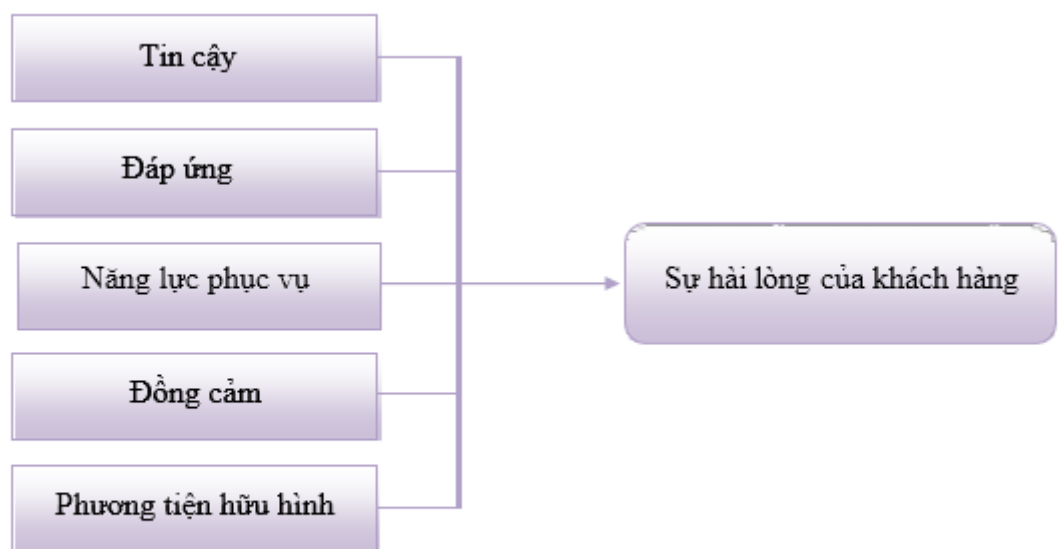 Tin cậy
Đáp ứng
Năng lực phục vụ
Đồng cảm
Phương tiện hữu hình
Sự hài lòng của khách hàng